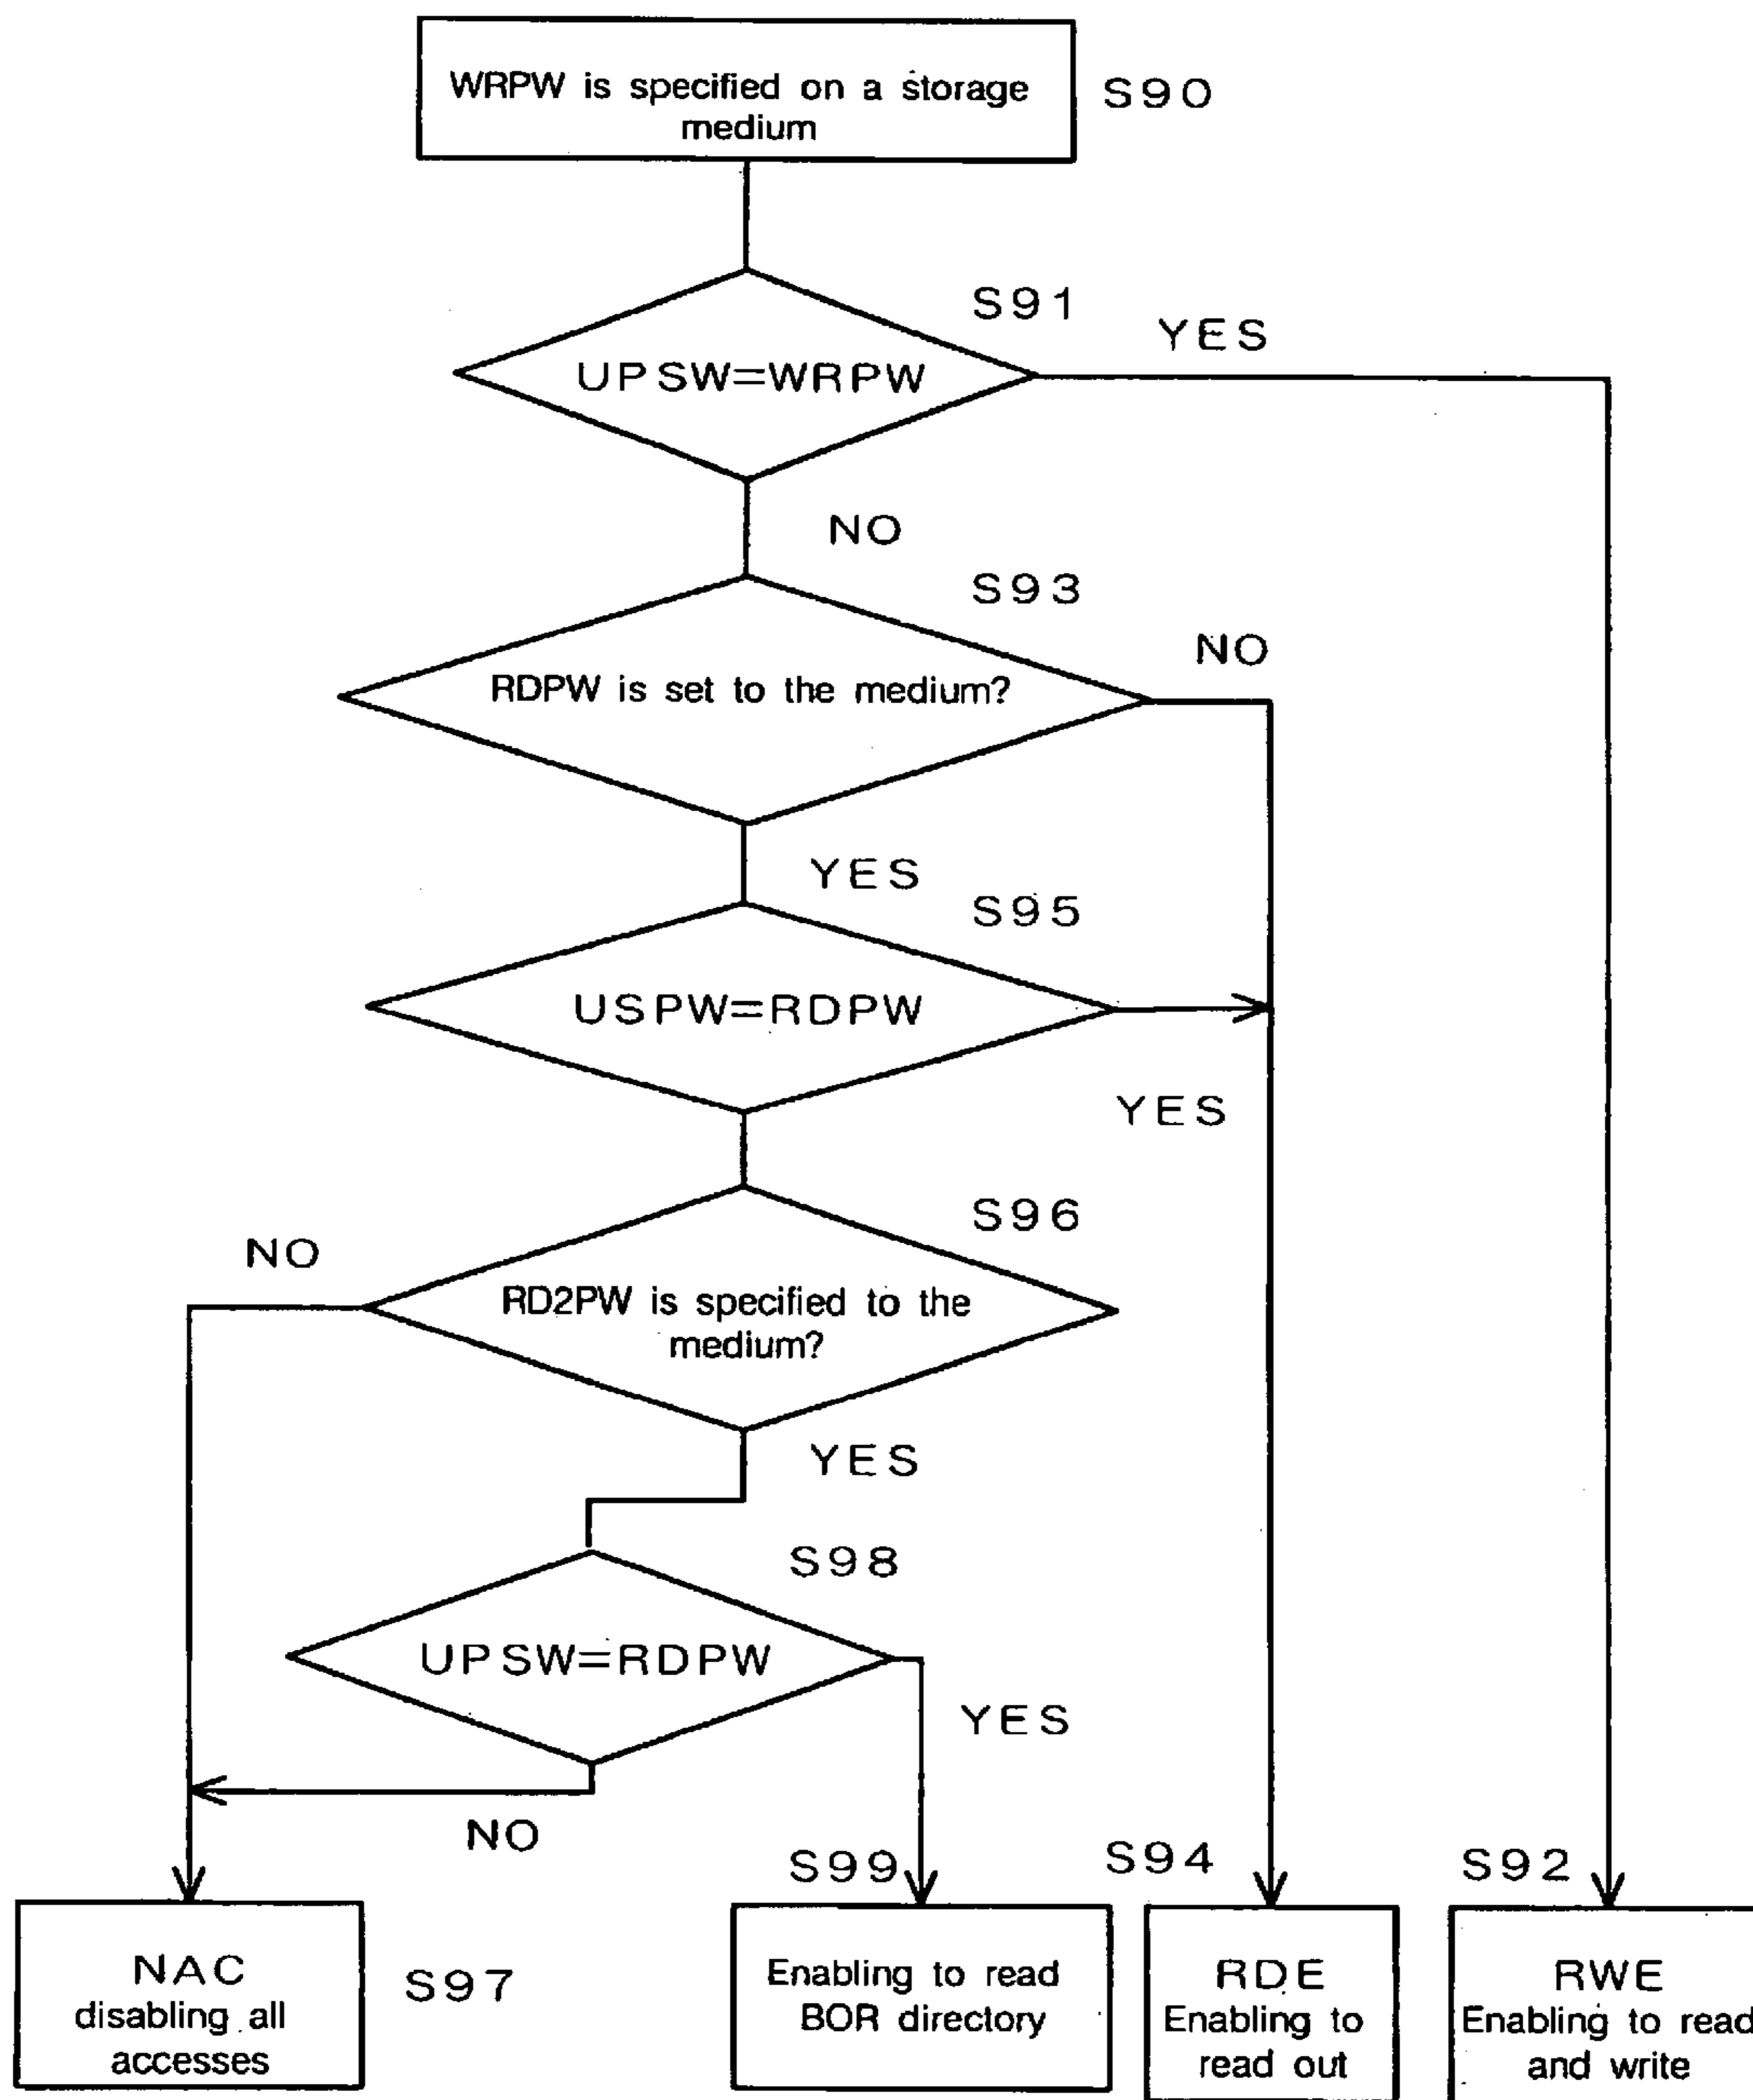 WRPW is specified on a storage
medium
S90
S91
YES
UPSW=WRPW
NO
S93
NO
RDPW is set to the medium?
YES
S95
USPW=RDPW
YES
S96
NO
RD2PW is specified to the
medium?
YES
S98
UPSW=RDPW
YES
NO
S99
S94
S92
NAC
disabling all
accesses
S97
Enabling to read
BOR directory
RDE
Enabling to
read out
RWE
Enabling to read
and write